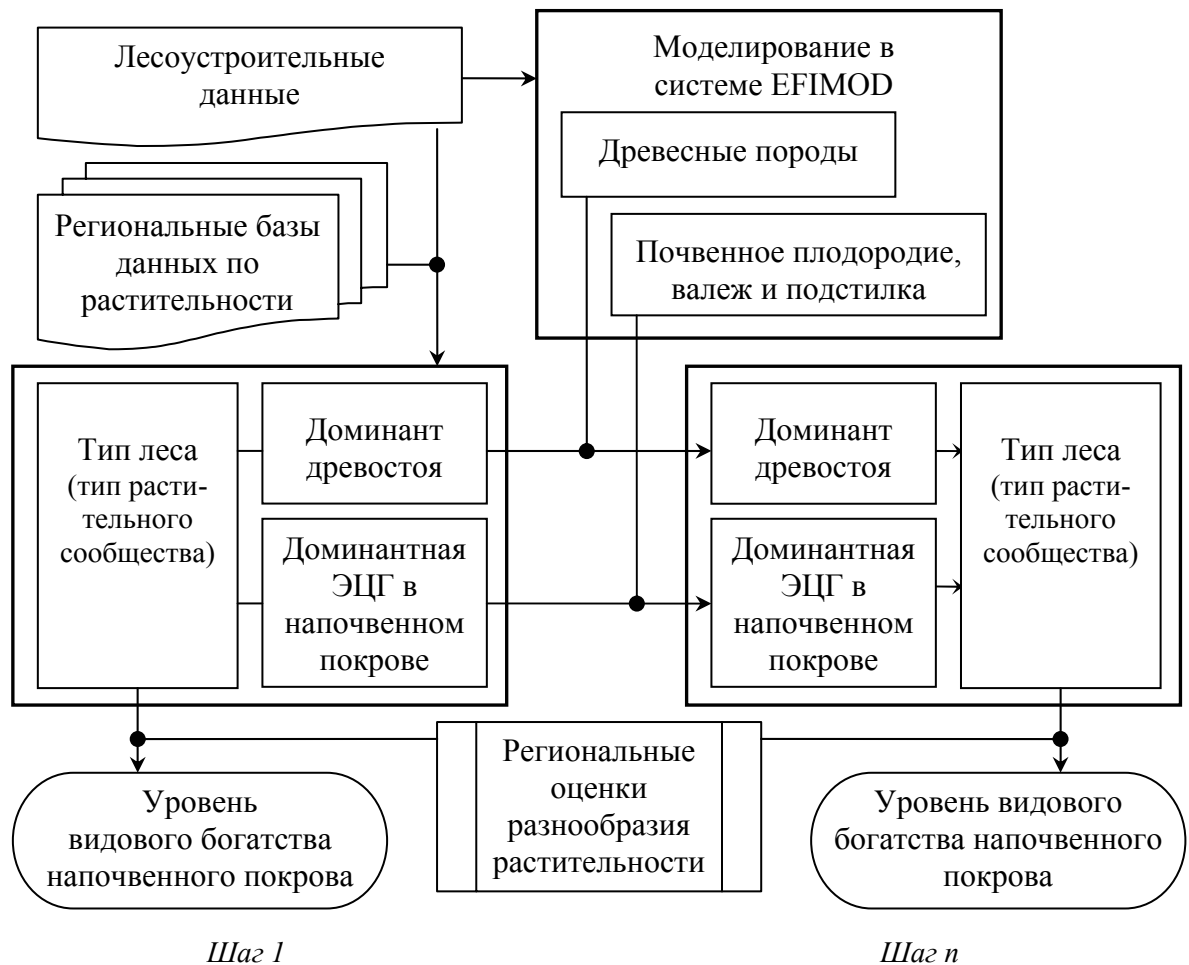 Лесоустроительные
данные
Моделирование в
системе EFIMOD
Древесные породы
Почвенное плодородие,
валеж и подстилка
Региональные базы
данных по
растительности
Тип леса
(тип расти-
тельного
сообщества)
Доминант
древостоя
Доминантная
ЭЦГ в
напочвенном
покрове
Доминант
древостоя
Доминантная
ЭЦГ в
напочвенном
покрове
Тип леса
(тип расти-
тельного
сообщества)
Уровень
видового богатства
напочвенного покрова
Региональные
оценки
разнообразия
растительности
Уровень видового
богатства напочвенного
покрова
Шаг 1
Шаг n